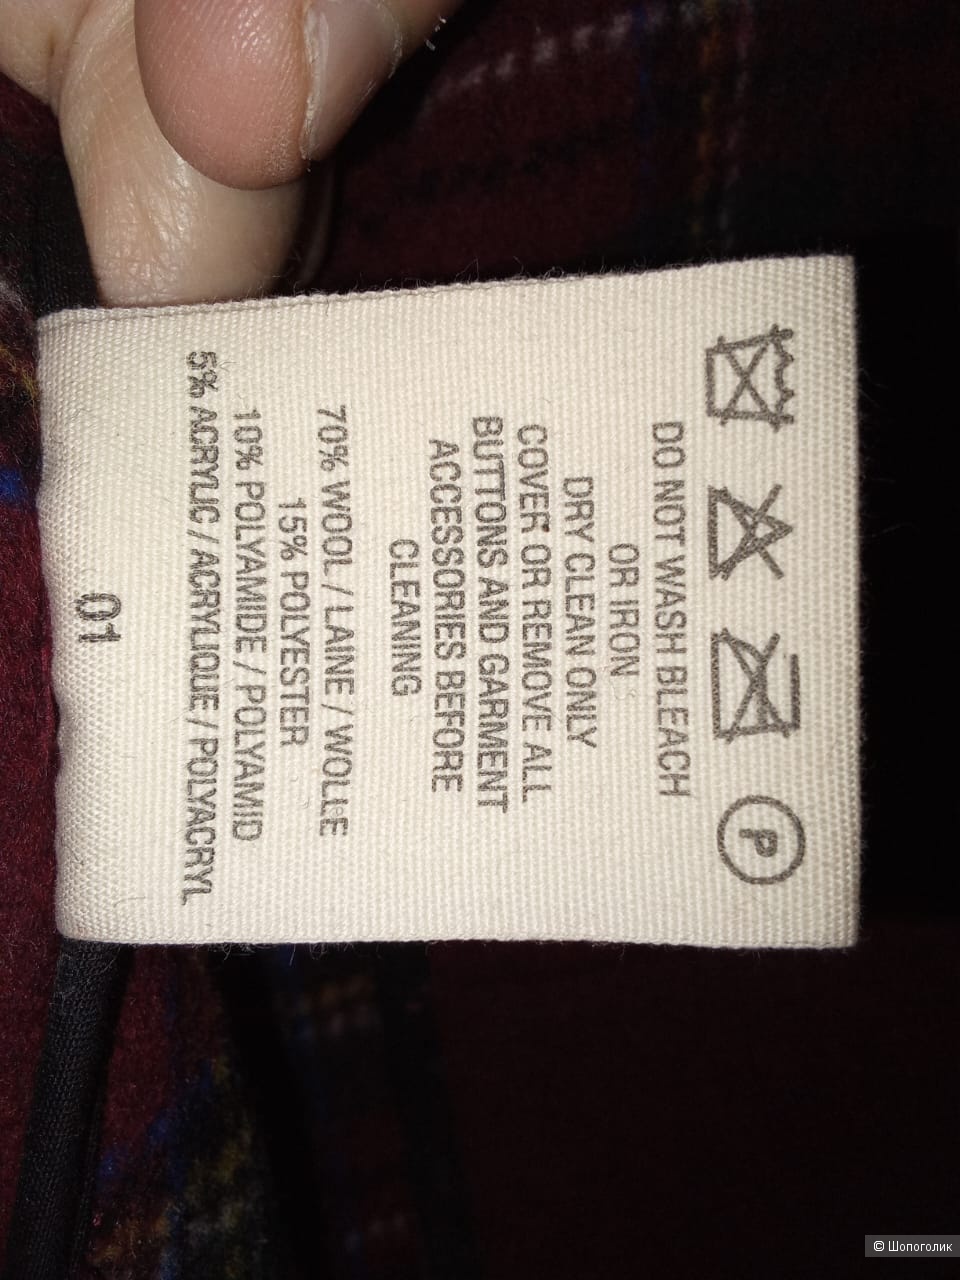 P
DO NOT WASH BLEACH
OR IRON
DRY CLEAN ONLY
COVER OR REMOVE ALL
BUTTONS AND GARMENT
ACCESSORIES BEFORE
CLEANING
70% WOOL / LAINE / WOLLE
15% POLYESTER
10% POLYAMIDE / POLYAMID
5% ACRYLIC / ACRYLIQUE / POLYACRYL
01
© Шопоголик